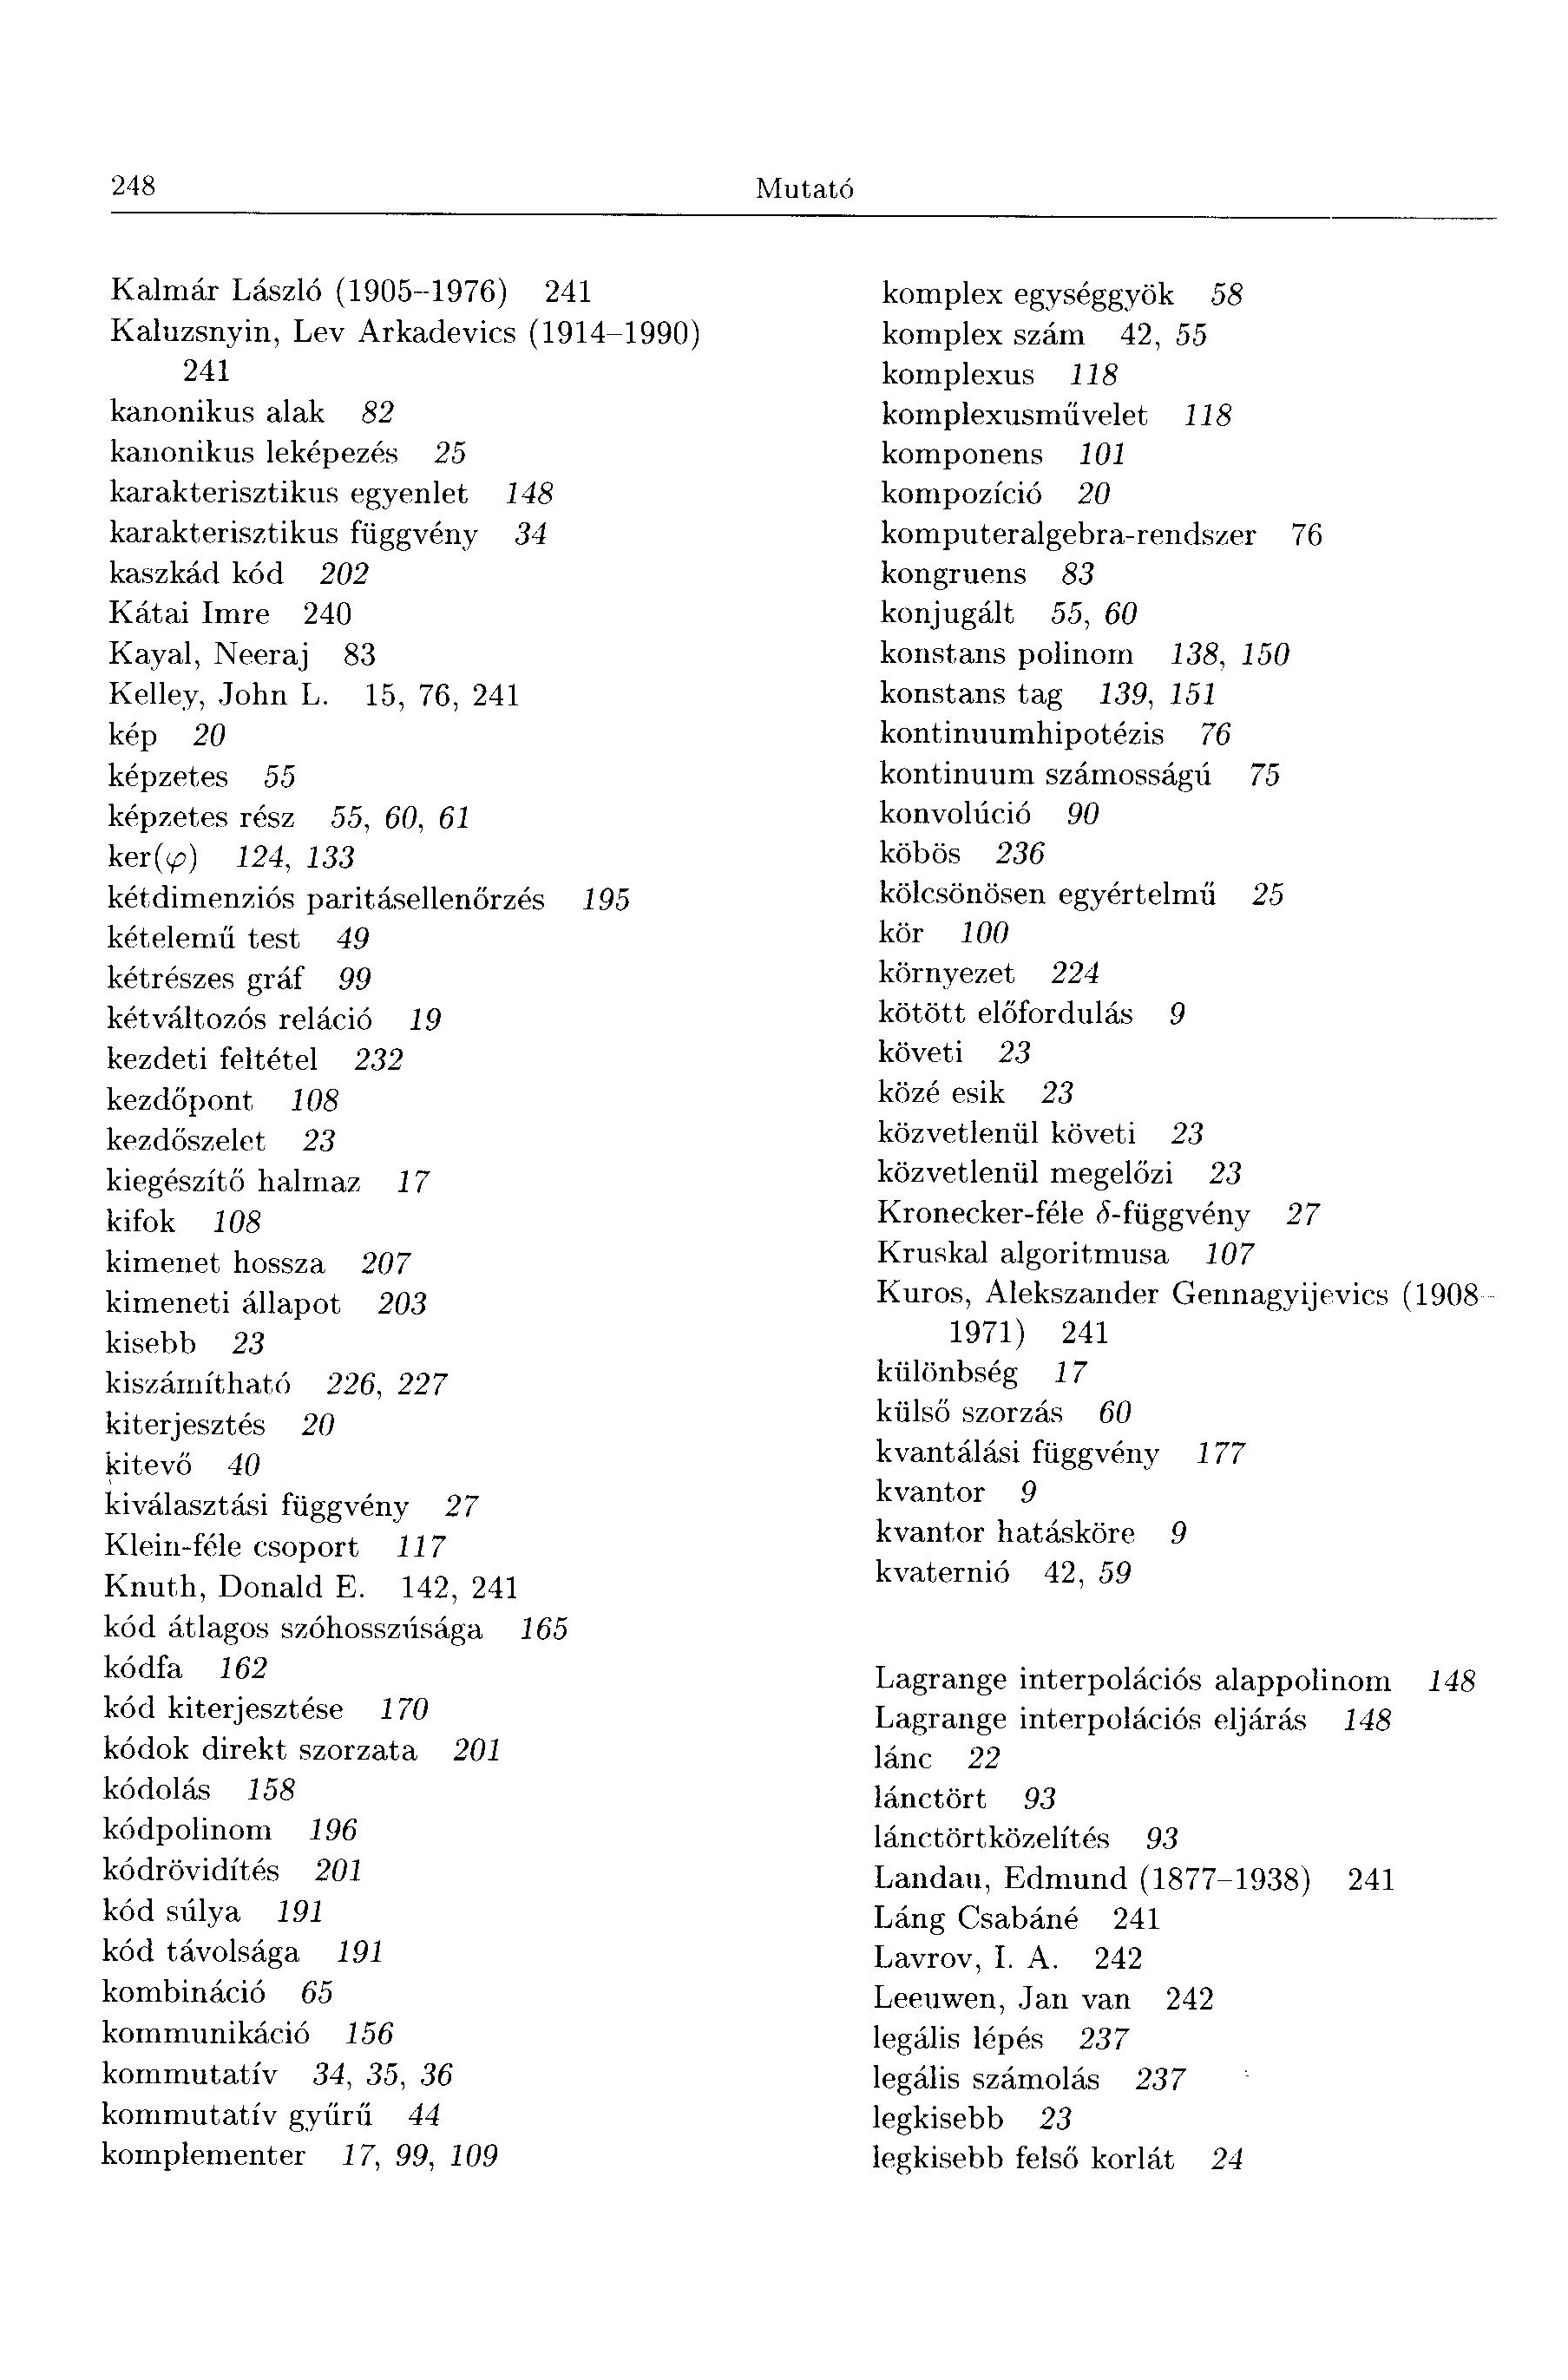 248
Mutató
Kalmár László (1905–1976) 241
Kaluzsnyin, Lev Arkadevics (1914–1990)
241
kanonikus alak 82
kanonikus leképezés 25
karakterisztikus egyenlet 148
karakterisztikus függvény 34
kaszkád kód 202
Kátai Imre 240
Kayal, Neeraj 83
Kelley, John L. 15, 76, 241
kép 20
képzetes 55
képzetes rész 55, 60, 61
ker(φ) 124, 133
kétdimenziós paritásellenőrzés 195
kételemű test 49
kétrészes gráf 99
kétváltozós reláció 19
kezdeti feltétel 232
kezdőpont 108
kezdőszelet 23
kiegészítő halmaz 17
kifok 108
kimenet hossza 207
kimeneti állapot 203
kisebb 23
kiszámítható 226, 227
kiterjesztés 20
kitevő 40
kiválasztási függvény 27
Klein-féle csoport 117
Knuth, Donald E. 142, 241
kód átlagos szóhosszúsága 165
kódfa 162
kód kiterjesztése 170
kódok direkt szorzata 201
kódolás 158
kódpolinom 196
kódrövidítés 201
kód súlya 191
kód távolsága 191
kombináció 65
kommunikáció 156
kommutatív 34, 35, 36
kommutatív gyűrű 44
komplementer 17, 99, 109
komplex egységgyök 58
komplex szám 42, 55
komplexus 118
komplexusművelet 118
komponens 101
kompozíció 20
komputeralgebra-rendszer 76
kongruens 83
konjugált 55, 60
konstans polinom 138, 150
konstans tag 139, 151
kontinuumhipotézis 76
kontinuum számosságú 75
konvolúció 90
köbös 236
kölcsönösen egyértelmű 25
kör 100
környezet 224
kötött előfordulás 9
követi 23
közé esik 23
közvetlenül követi 23
közvetlenül megelőzi 23
Kronecker-féle δ-függvény 27
Kruskal algoritmusa 107
Kuros, Alekszander Gennagyijevics (1908–
1971) 241
különbség 17
külső szorzás 60
kvantálási függvény 177
kvantor 9
kvantor hatásköre 9
kvaternió 42, 59
Lagrange interpolációs alappolinom 148
Lagrange interpolációs eljárás 148
lánc 22
lánctört 93
lánctörtközelítés 93
Landau, Edmund (1877–1938) 241
Láng Csabáné 241
Lavrov, I. A. 242
Leeuwen, Jan van 242
legális lépés 237
legális számolás 237
legkisebb 23
legkisebb felső korlát 24